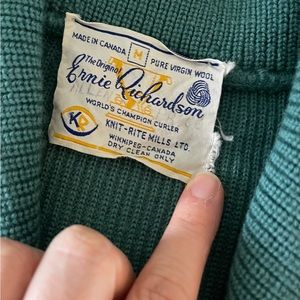 MADE IN CANADA M PURE VIRGIN WOOL
The Original
Ernie Richardson
WORLD'S CHAMPION CURLER
KNIT-RITE MILLS LTD.
WINNIPEG-CANADA
DRY CLEAN ONLY
K